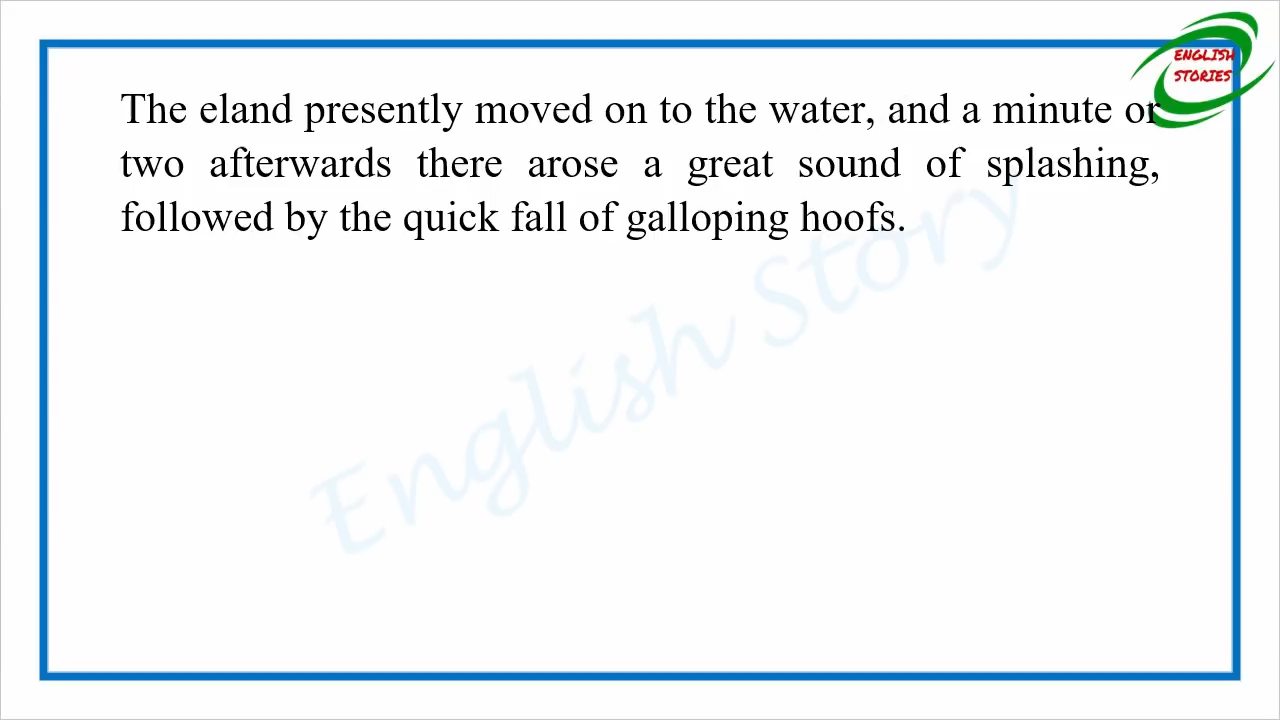 ENGLISH
STORIES
The eland presently moved on to the water, and a minute or
two afterwards there arose a great sound of splashing,
followed by the quick fall of galloping hoofs.
English Story